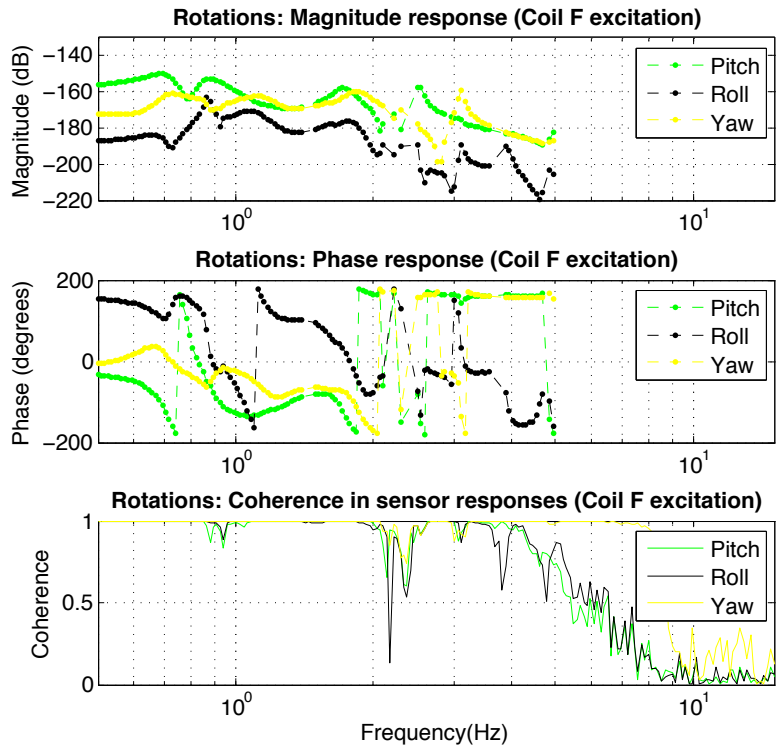 Rotations: Magnitude response (Coil F excitation)
Magnitude (dB)
−140
−160
−180
−200
−220
Pitch
Roll
Yaw
10^0
10^1
Rotations: Phase response (Coil F excitation)
Phase (degrees)
200
0
−200
Pitch
Roll
Yaw
10^0
10^1
Rotations: Coherence in sensor responses (Coil F excitation)
Coherence
1
0.5
0
Pitch
Roll
Yaw
10^0
10^1
Frequency(Hz)